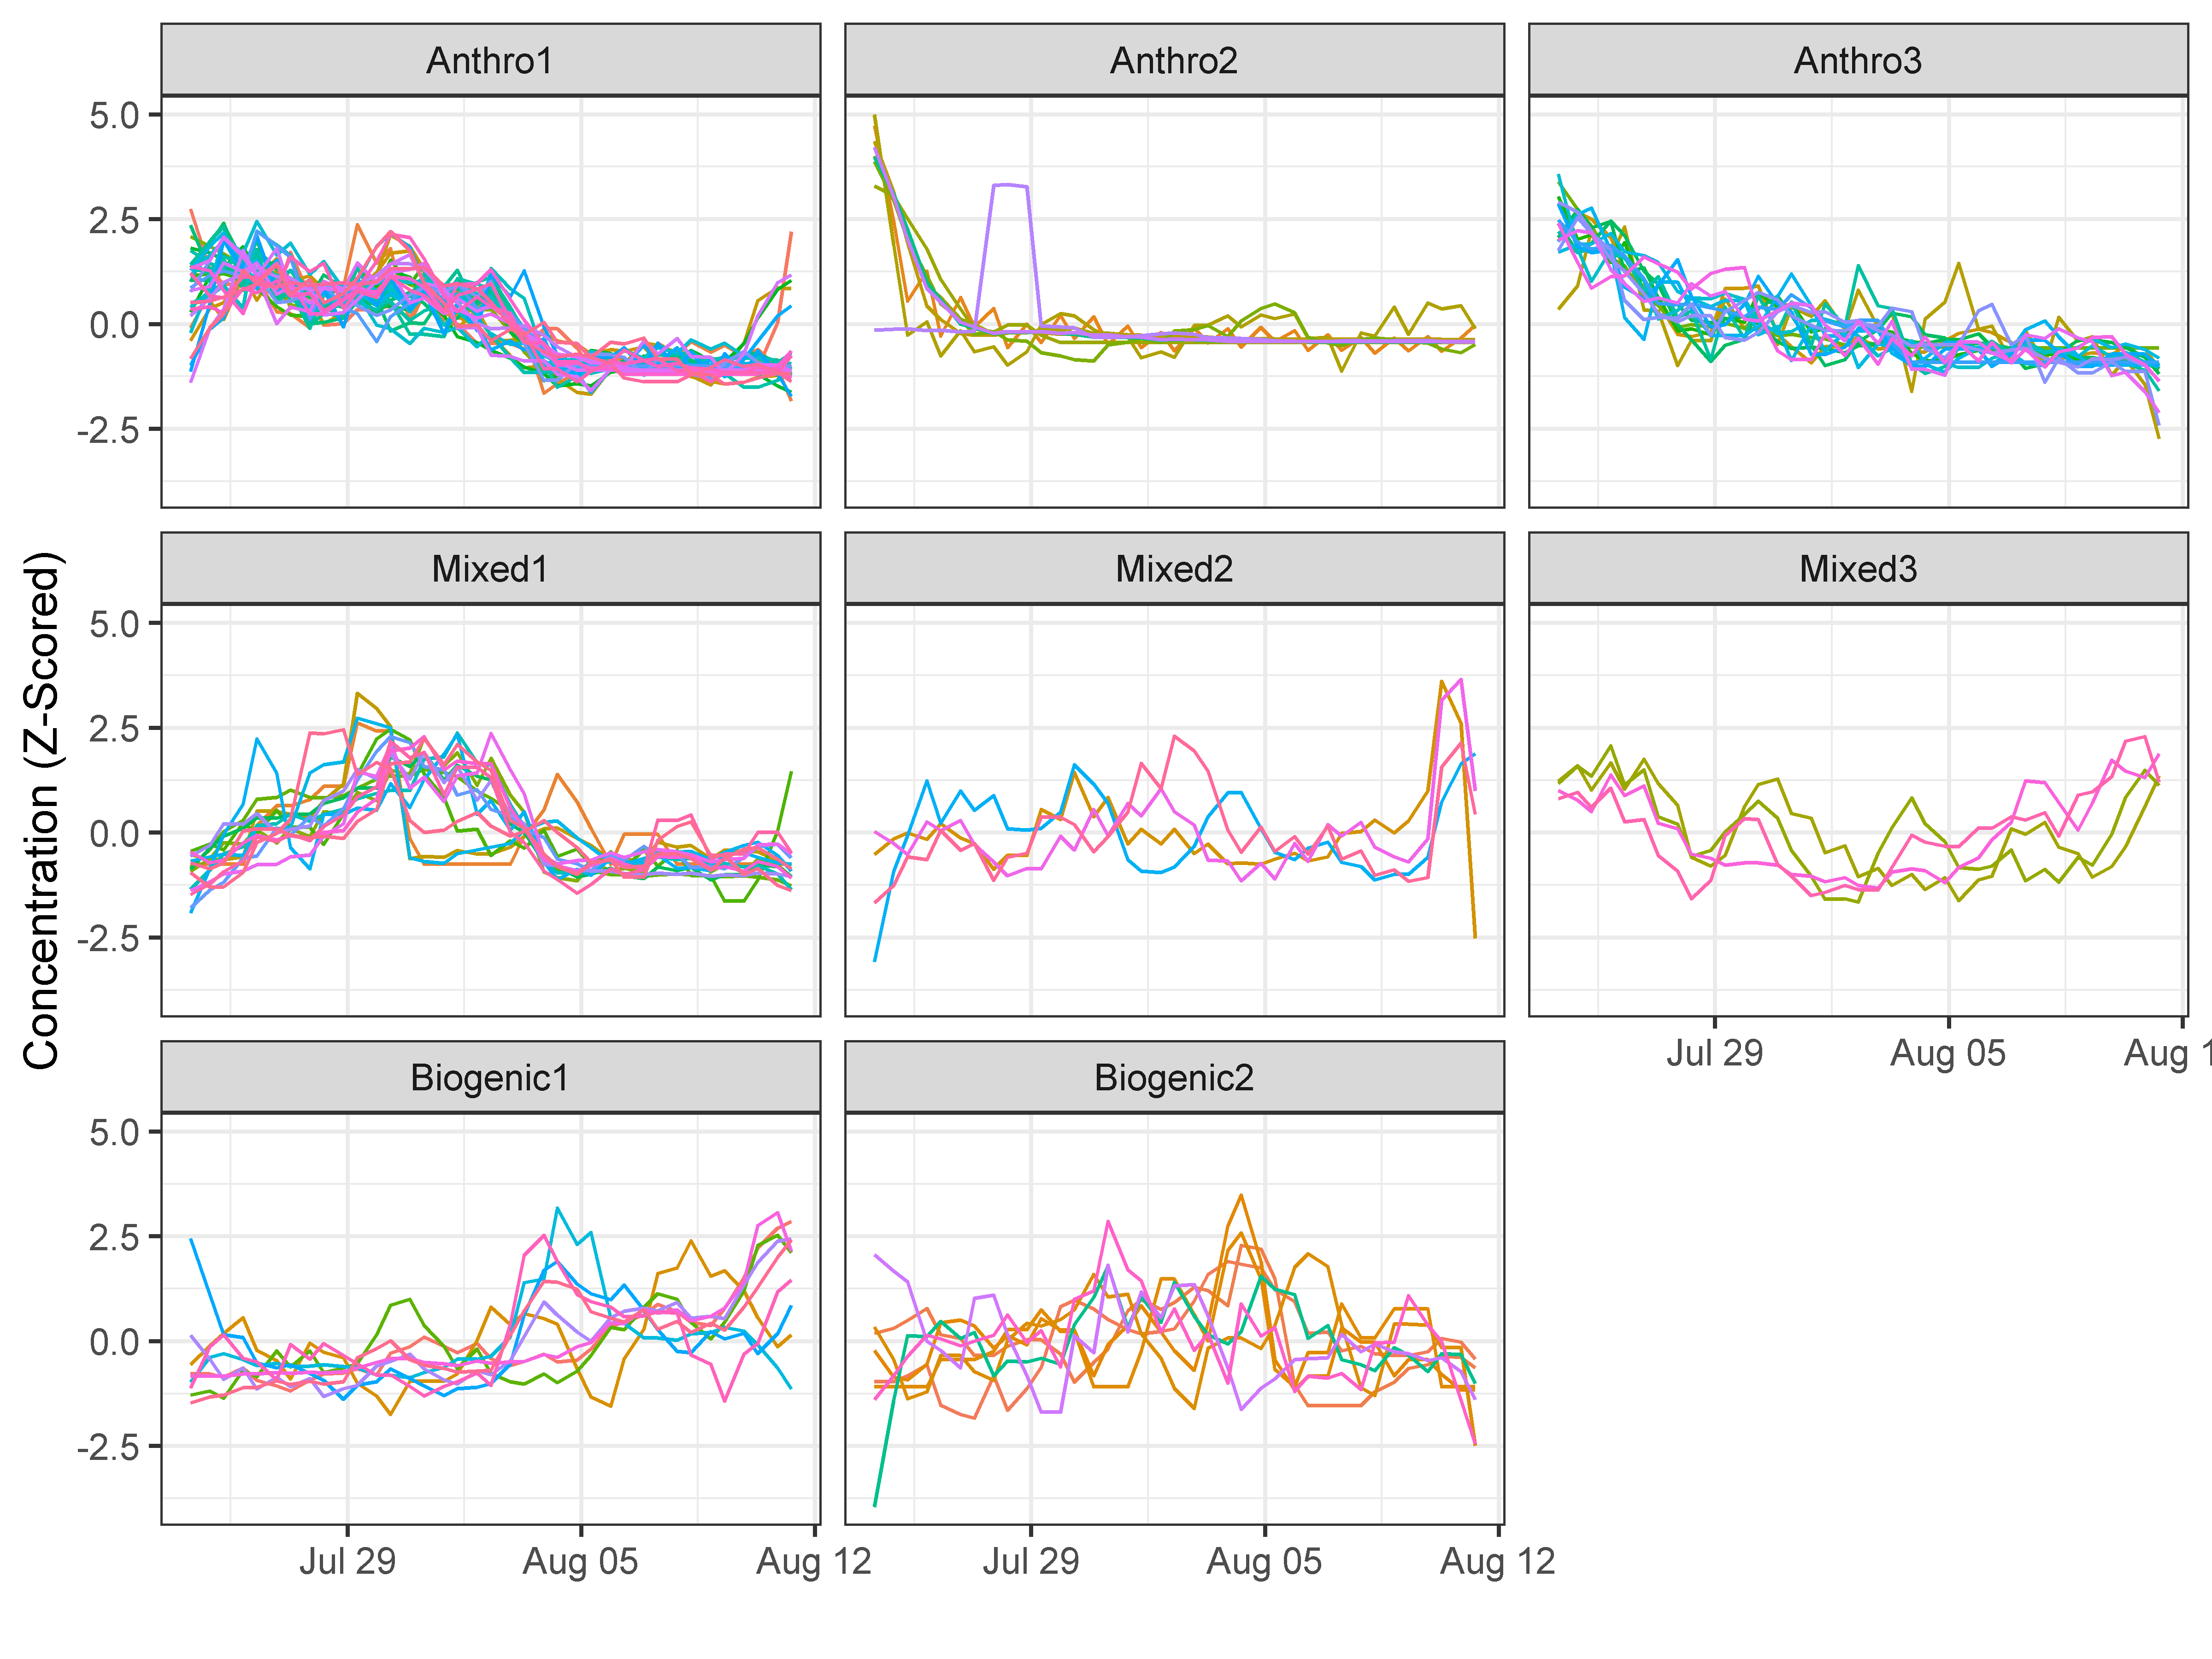 Anthro1 Anthro2 Anthro3
5.0
2.5
0.0
-2.5
Concentration (Z-Scored)
Mixed1 Mixed2 Mixed3
5.0
2.5
0.0
-2.5
Jul 29 Aug 05 Aug 1
Biogenic1 Biogenic2
5.0
2.5
0.0
-2.5
Jul 29 Aug 05 Aug 12 Jul 29 Aug 05 Aug 12